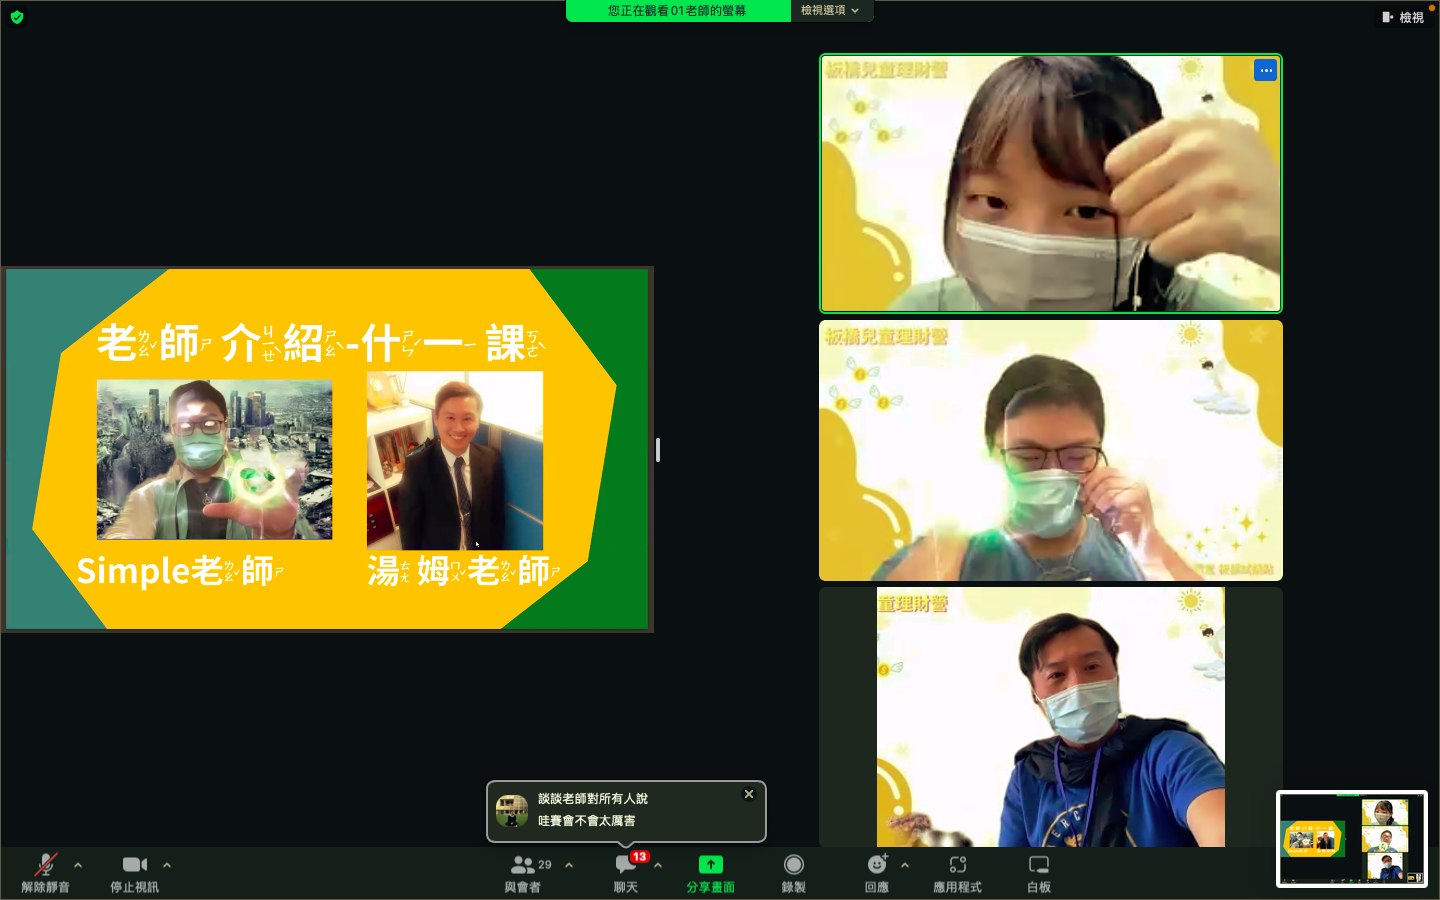 您正在觀看01老師的螢幕
檢視選項
檢視
老ㄌㄠˇ師ㄕ 介ㄐㄧㄝˋ紹ㄕㄠˋ-什ㄕˊㄣ一ㄧ 課ㄎㄜˋ
Simple老ㄌㄠˇ師ㄕ
湯ㄊㄤ姆ㄇㄨˇ老ㄌㄠˇ師ㄕ
板橋兒童理財營
板橋兒童理財營
童理財營
談談老師對所有人說
哇賽會不會太厲害
解除靜音
停止視訊
29
與會者
13
聊天
分享畫面
錄製
回應
應用程式
白板